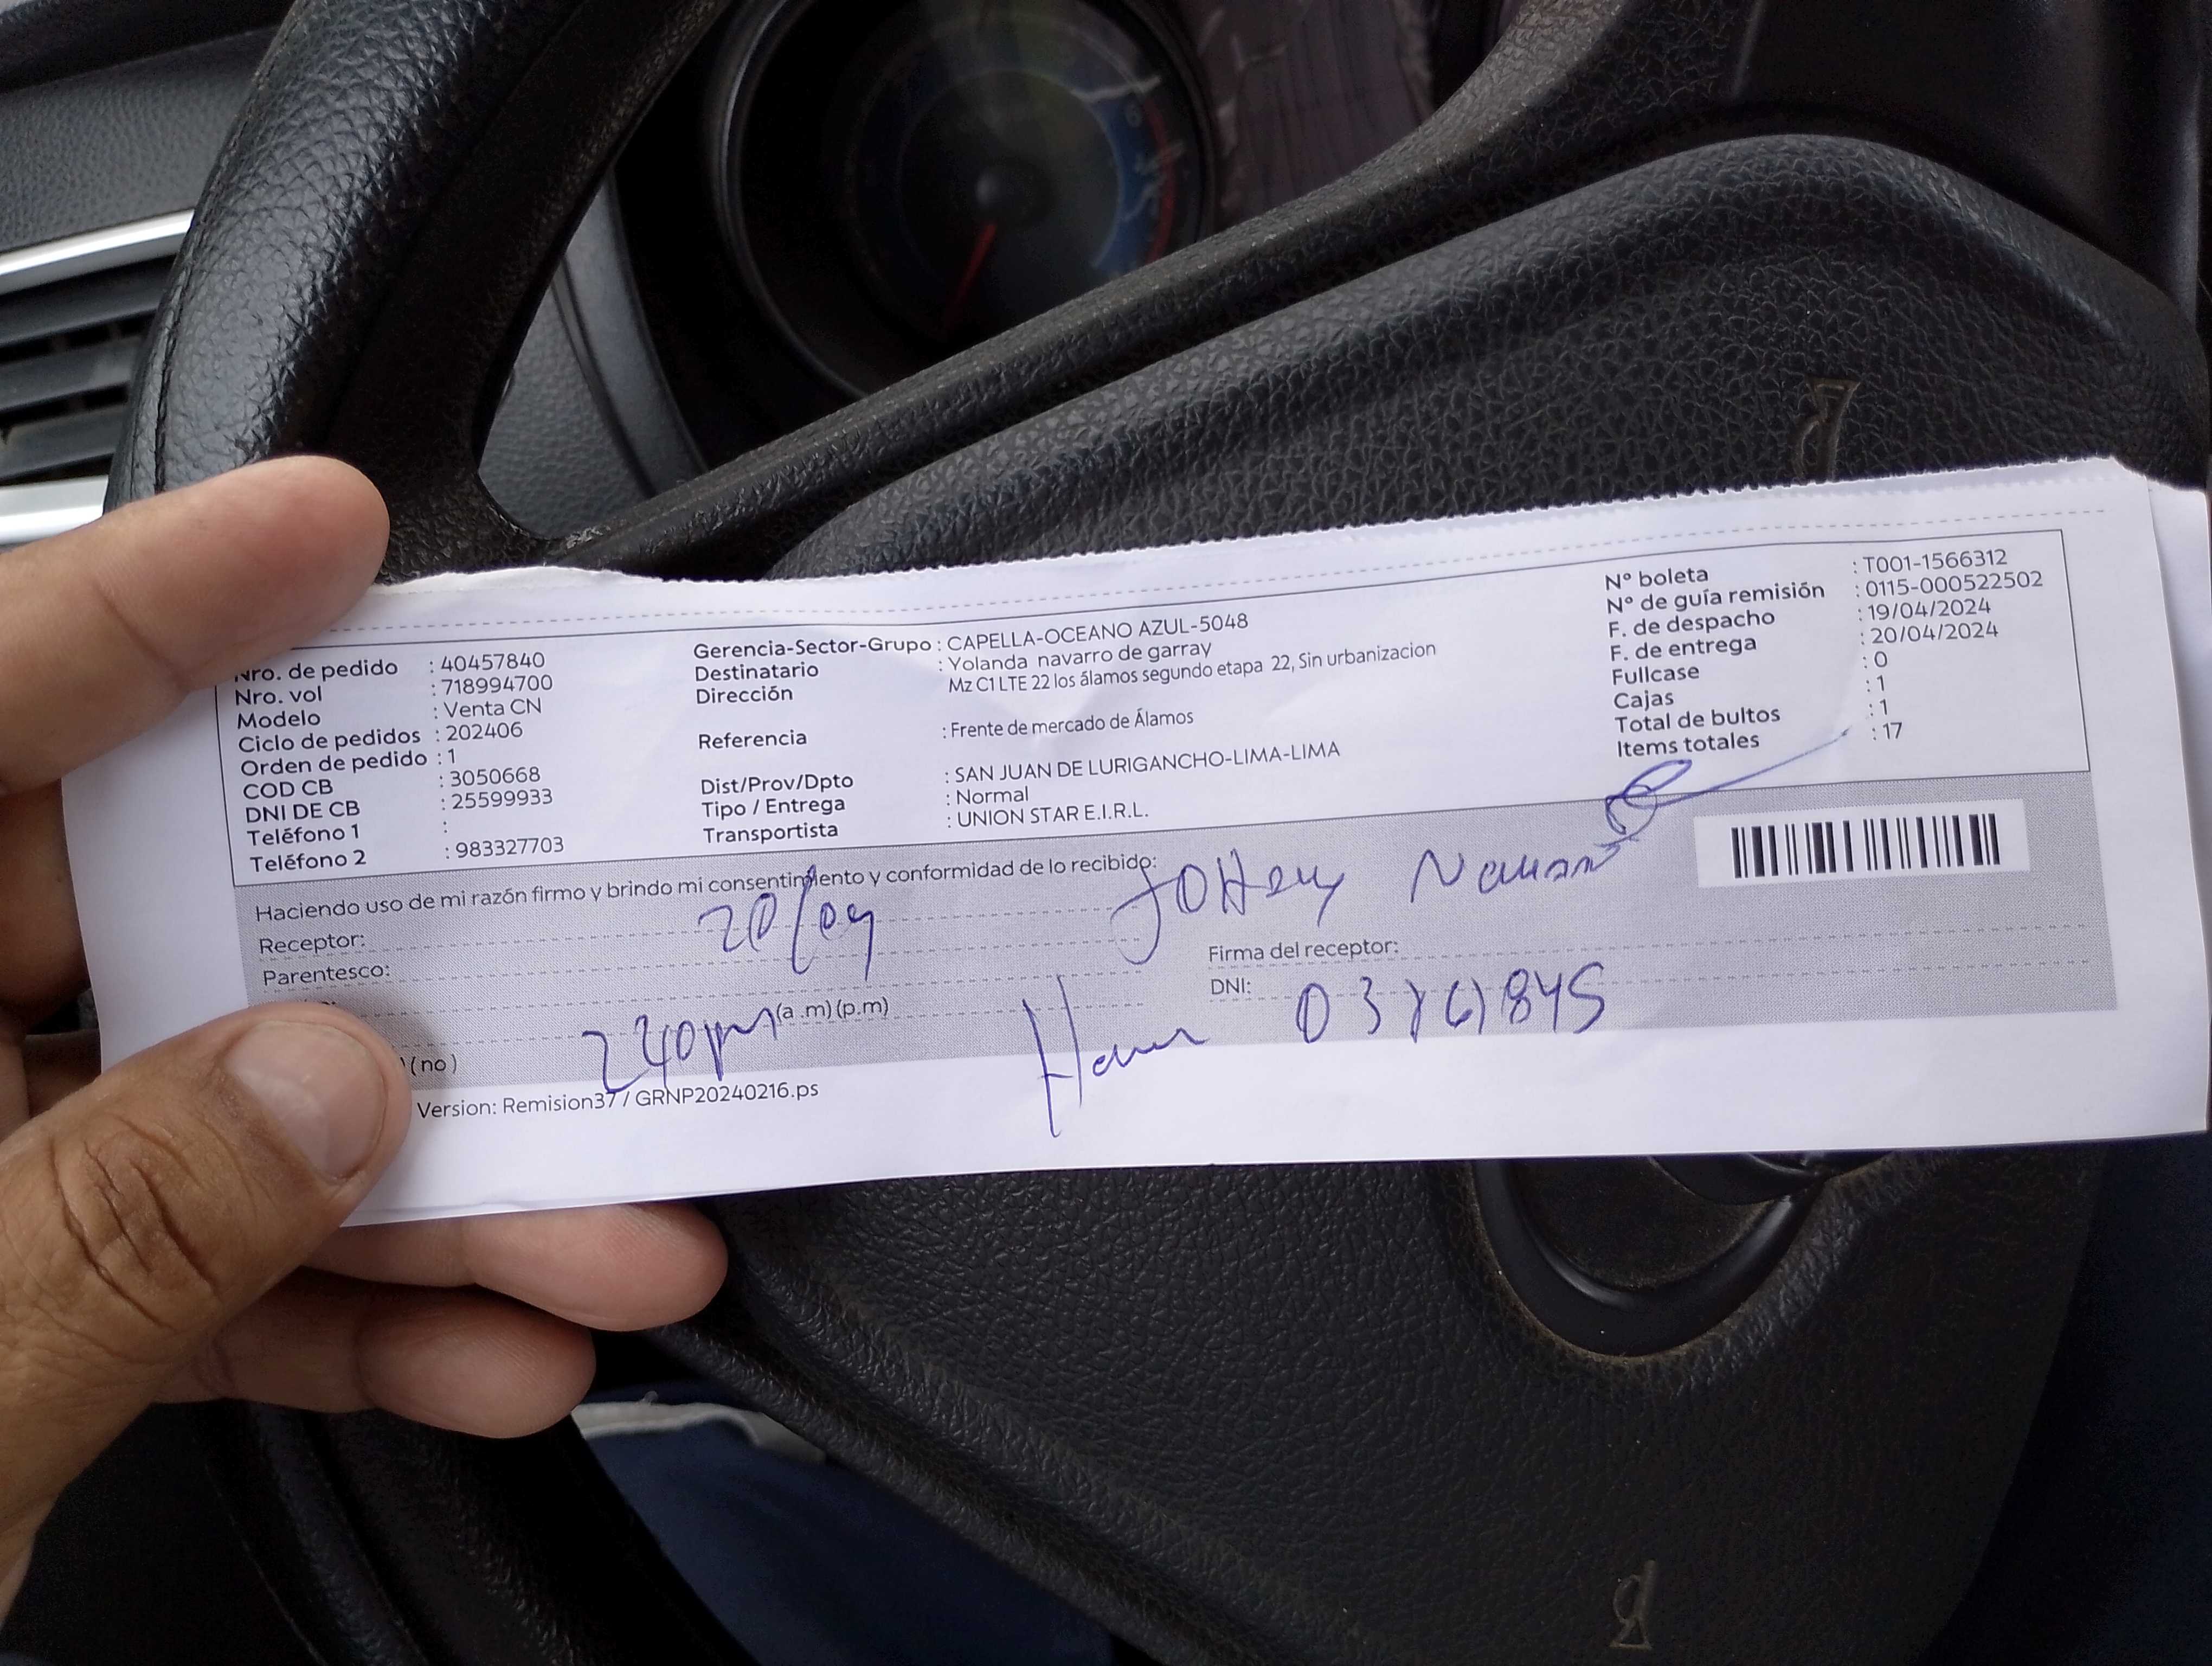 Nro. de pedido : 40457840
Nro. vol : 718994700
Modelo : Venta CN
Ciclo de pedidos : 202406
Orden de pedido : 1
COD CB : 3050668
DNI DE CB : 25599933
Teléfono 1 :
Teléfono 2 : 983327703
Gerencia-Sector-Grupo : CAPELLA-OCEANO AZUL-5048
Destinatario : Yolanda navarro de garray
Dirección Mz C1 LTE 22 los álamos segundo etapa 22, Sin urbanizacion
Referencia : Frente de mercado de Álamos
Dist/Prov/Dpto : SAN JUAN DE LURIGANCHO-LIMA-LIMA
Tipo / Entrega : Normal
Transportista : UNION STAR E.I.R.L.
Nº boleta : T001-1566312
Nº de guía remisión : 0115-000522502
F. de despacho : 19/04/2024
F. de entrega : 20/04/2024
Fullcase : 0
Cajas : 1
Total de bultos : 1
Items totales : 17
Haciendo uso de mi razón firmo y brindo mi consentimiento y conformidad de lo recibido:
Receptor:
Parentesco:
Firma del receptor:
DNI:
240pm (a .m) (p.m)
(no)
Version: Remision37 / GRNP20240216.ps